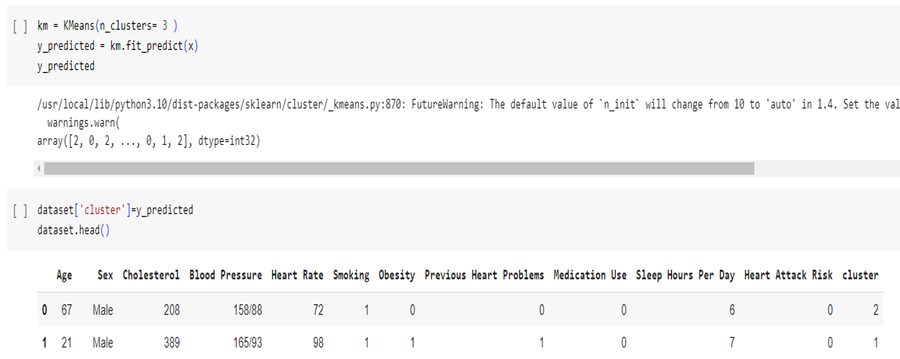 [ ] km = KMeans(n_clusters= 3 )
y_predicted = km.fit_predict(x)
y_predicted
/usr/local/lib/python3.10/dist-packages/sklearn/cluster/_kmeans.py:870: FutureWarning: The default value of `n_init` will change from 10 to 'auto' in 1.4. Set the val
warnings.warn(
array([2, 0, 2, ..., 0, 1, 2], dtype=int32)
[ ] dataset['cluster']=y_predicted
dataset.head()
Age Sex Cholesterol Blood Pressure Heart Rate Smoking Obesity Previous Heart Problems Medication Use Sleep Hours Per Day Heart Attack Risk cluster
0 67 Male 208 158/88 72 1 0 0 0 6 0 2
1 21 Male 389 165/93 98 1 1 1 0 7 0 1